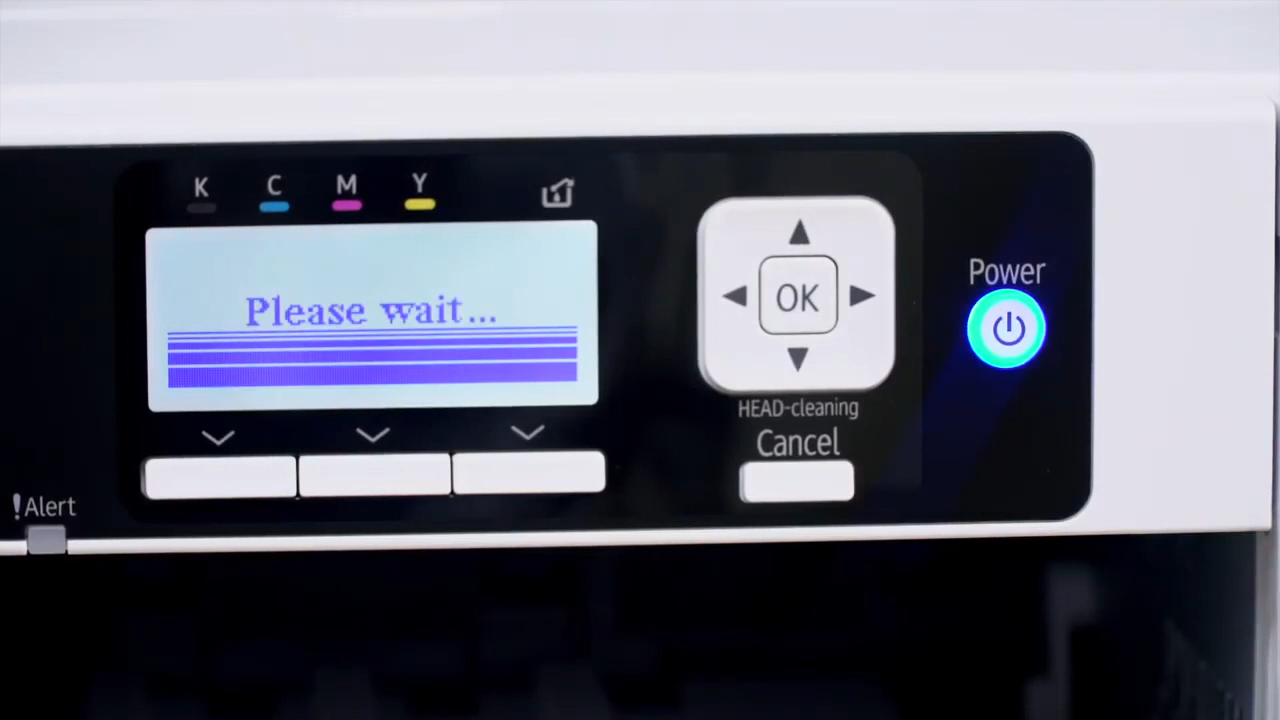 K C M Y
Please wait...
OK
Power
HEAD-cleaning
Cancel
!Alert